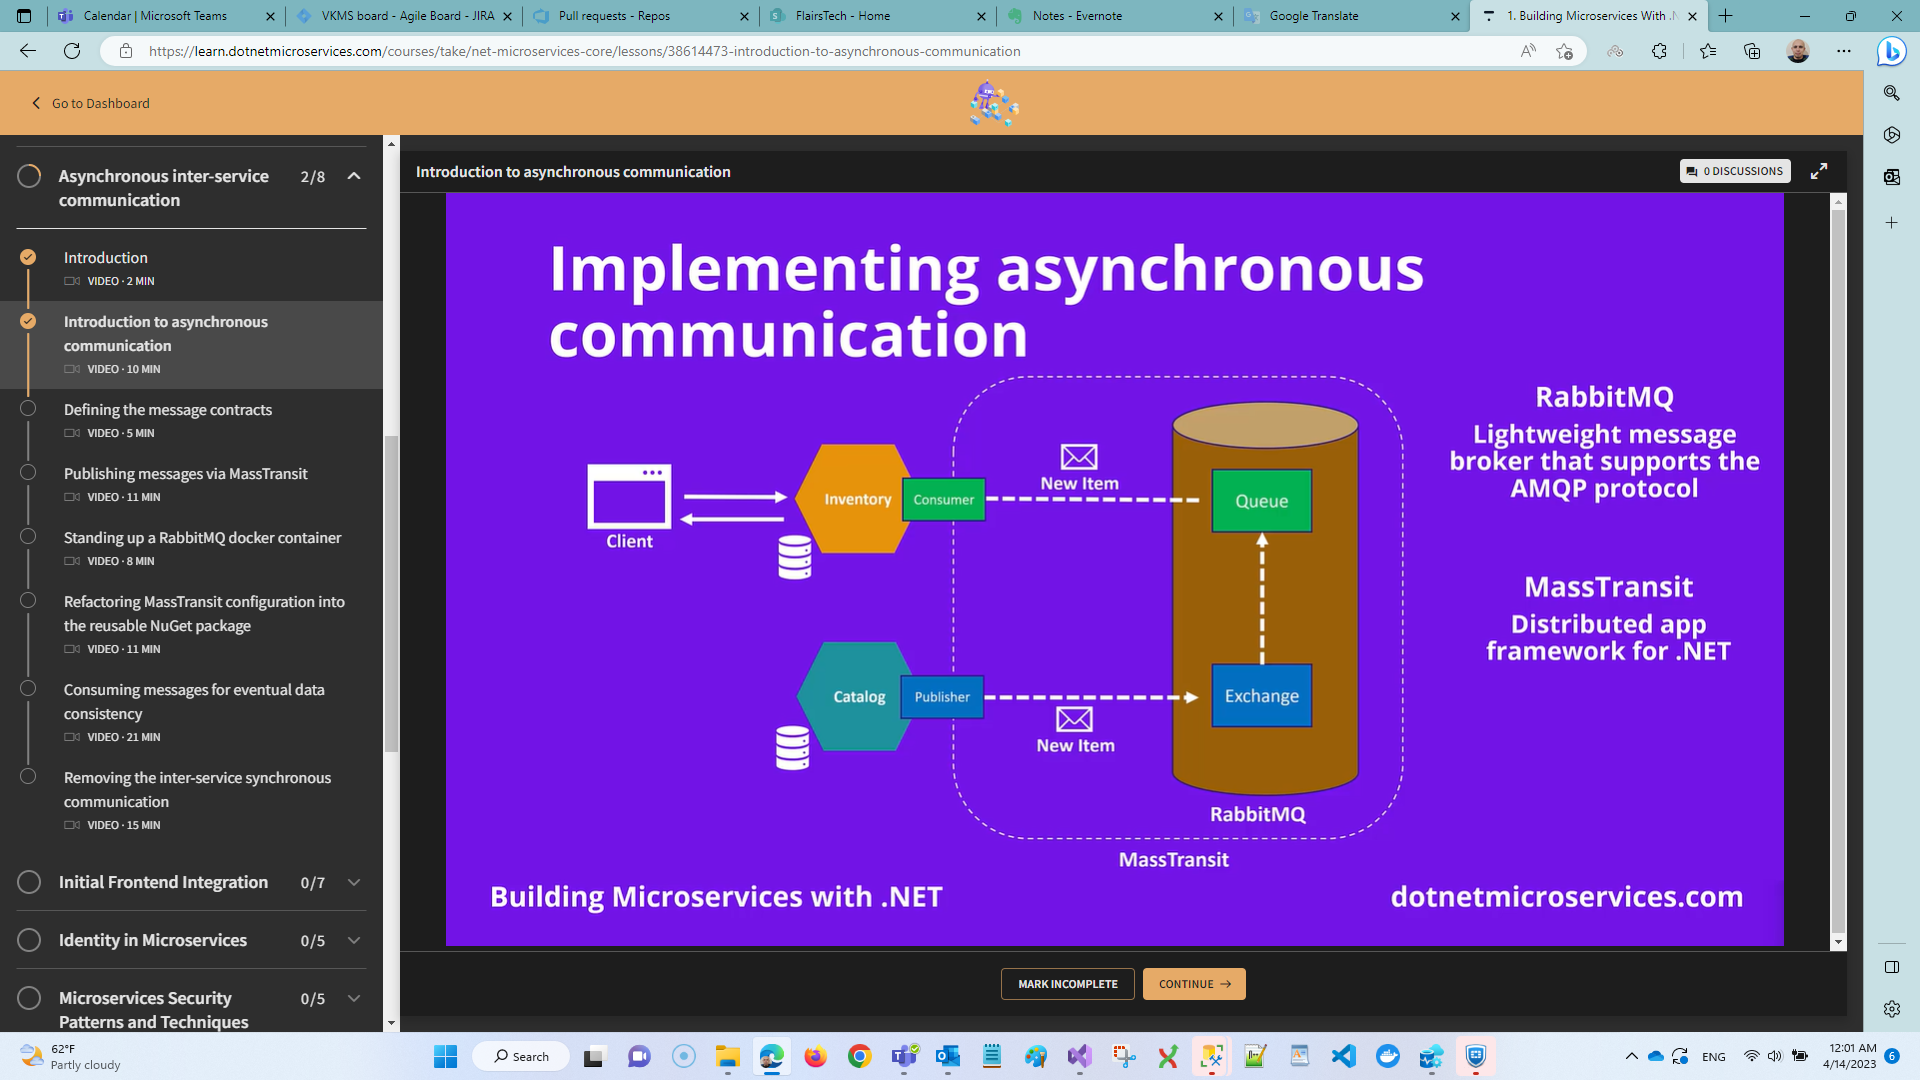 Calendar | Microsoft Teams
VKMS board - Agile Board - JIRA
Pull requests - Repos
FlairsTech - Home
Notes - Evernote
Google Translate
1. Building Microservices With .N
https://learn.dotnetmicroservices.com/courses/take/net-microservices-core/lessons/38614473-introduction-to-asynchronous-communication
Go to Dashboard
Asynchronous inter-service
communication
2/8
Introduction
VIDEO · 2 MIN
Introduction to asynchronous
communication
VIDEO · 10 MIN
Defining the message contracts
VIDEO · 5 MIN
Publishing messages via MassTransit
VIDEO · 11 MIN
Standing up a RabbitMQ docker container
VIDEO · 8 MIN
Refactoring MassTransit configuration into
the reusable NuGet package
VIDEO · 11 MIN
Consuming messages for eventual data
consistency
VIDEO · 21 MIN
Removing the inter-service synchronous
communication
VIDEO · 15 MIN
Initial Frontend Integration 0/7
Identity in Microservices 0/5
Microservices Security
Patterns and Techniques
0/5
Introduction to asynchronous communication
0 DISCUSSIONS
Implementing asynchronous
communication
Client
Inventory
Consumer
New Item
Queue
Catalog
Publisher
New Item
Exchange
RabbitMQ
MassTransit
RabbitMQ
Lightweight message
broker that supports the
AMQP protocol
MassTransit
Distributed app
framework for .NET
Building Microservices with .NET
dotnetmicroservices.com
MARK INCOMPLETE
CONTINUE
62°F
Partly cloudy
Search
ENG
12:01 AM
4/14/2023
6